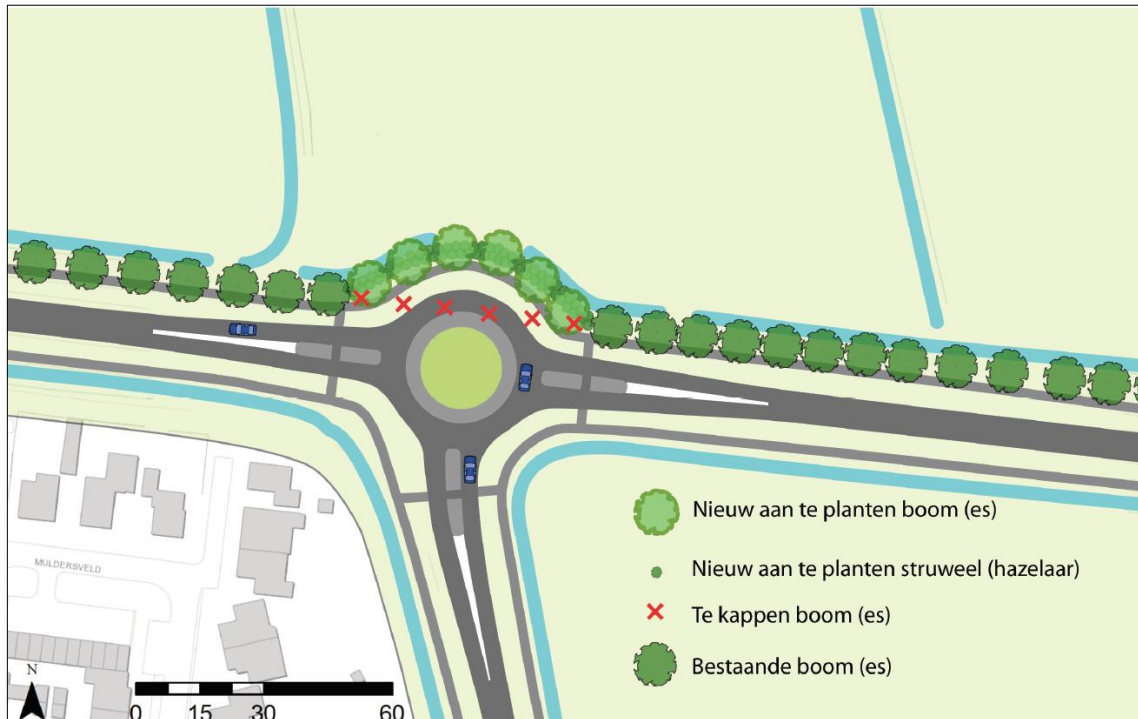 Nieuw aan te planten boom (es)
Nieuw aan te planten struweel (hazelaar)
Te kappen boom (es)
Bestaande boom (es)
MULDERSVELD
N
0 15 30 60